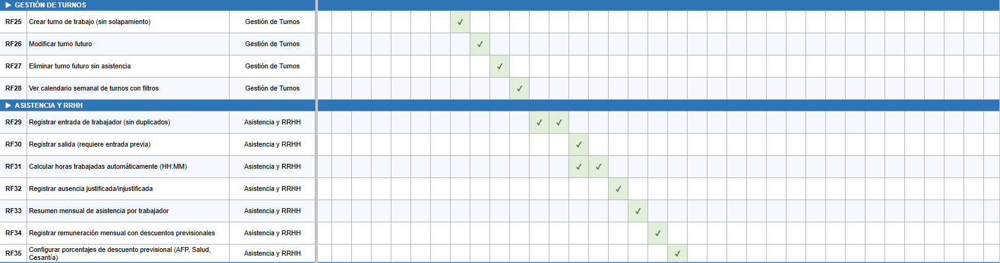 ▶ GESTIÓN DE TURNOS
RF25 Crear turno de trabajo (sin solapamiento) Gestión de Turnos ✓
RF26 Modificar turno futuro Gestión de Turnos ✓
RF27 Eliminar turno futuro sin asistencia Gestión de Turnos ✓
RF28 Ver calendario semanal de turnos con filtros Gestión de Turnos ✓
▶ ASISTENCIA Y RRHH
RF29 Registrar entrada de trabajador (sin duplicados) Asistencia y RRHH ✓ ✓
RF30 Registrar salida (requiere entrada previa) Asistencia y RRHH ✓
RF31 Calcular horas trabajadas automáticamente (HH:MM) Asistencia y RRHH ✓ ✓
RF32 Registrar ausencia justificada/injustificada Asistencia y RRHH ✓
RF33 Resumen mensual de asistencia por trabajador Asistencia y RRHH ✓
RF34 Registrar remuneración mensual con descuentos previsionales Asistencia y RRHH ✓
RF35 Configurar porcentajes de descuento previsional (AFP, Salud,
Cesantía) Asistencia y RRHH ✓